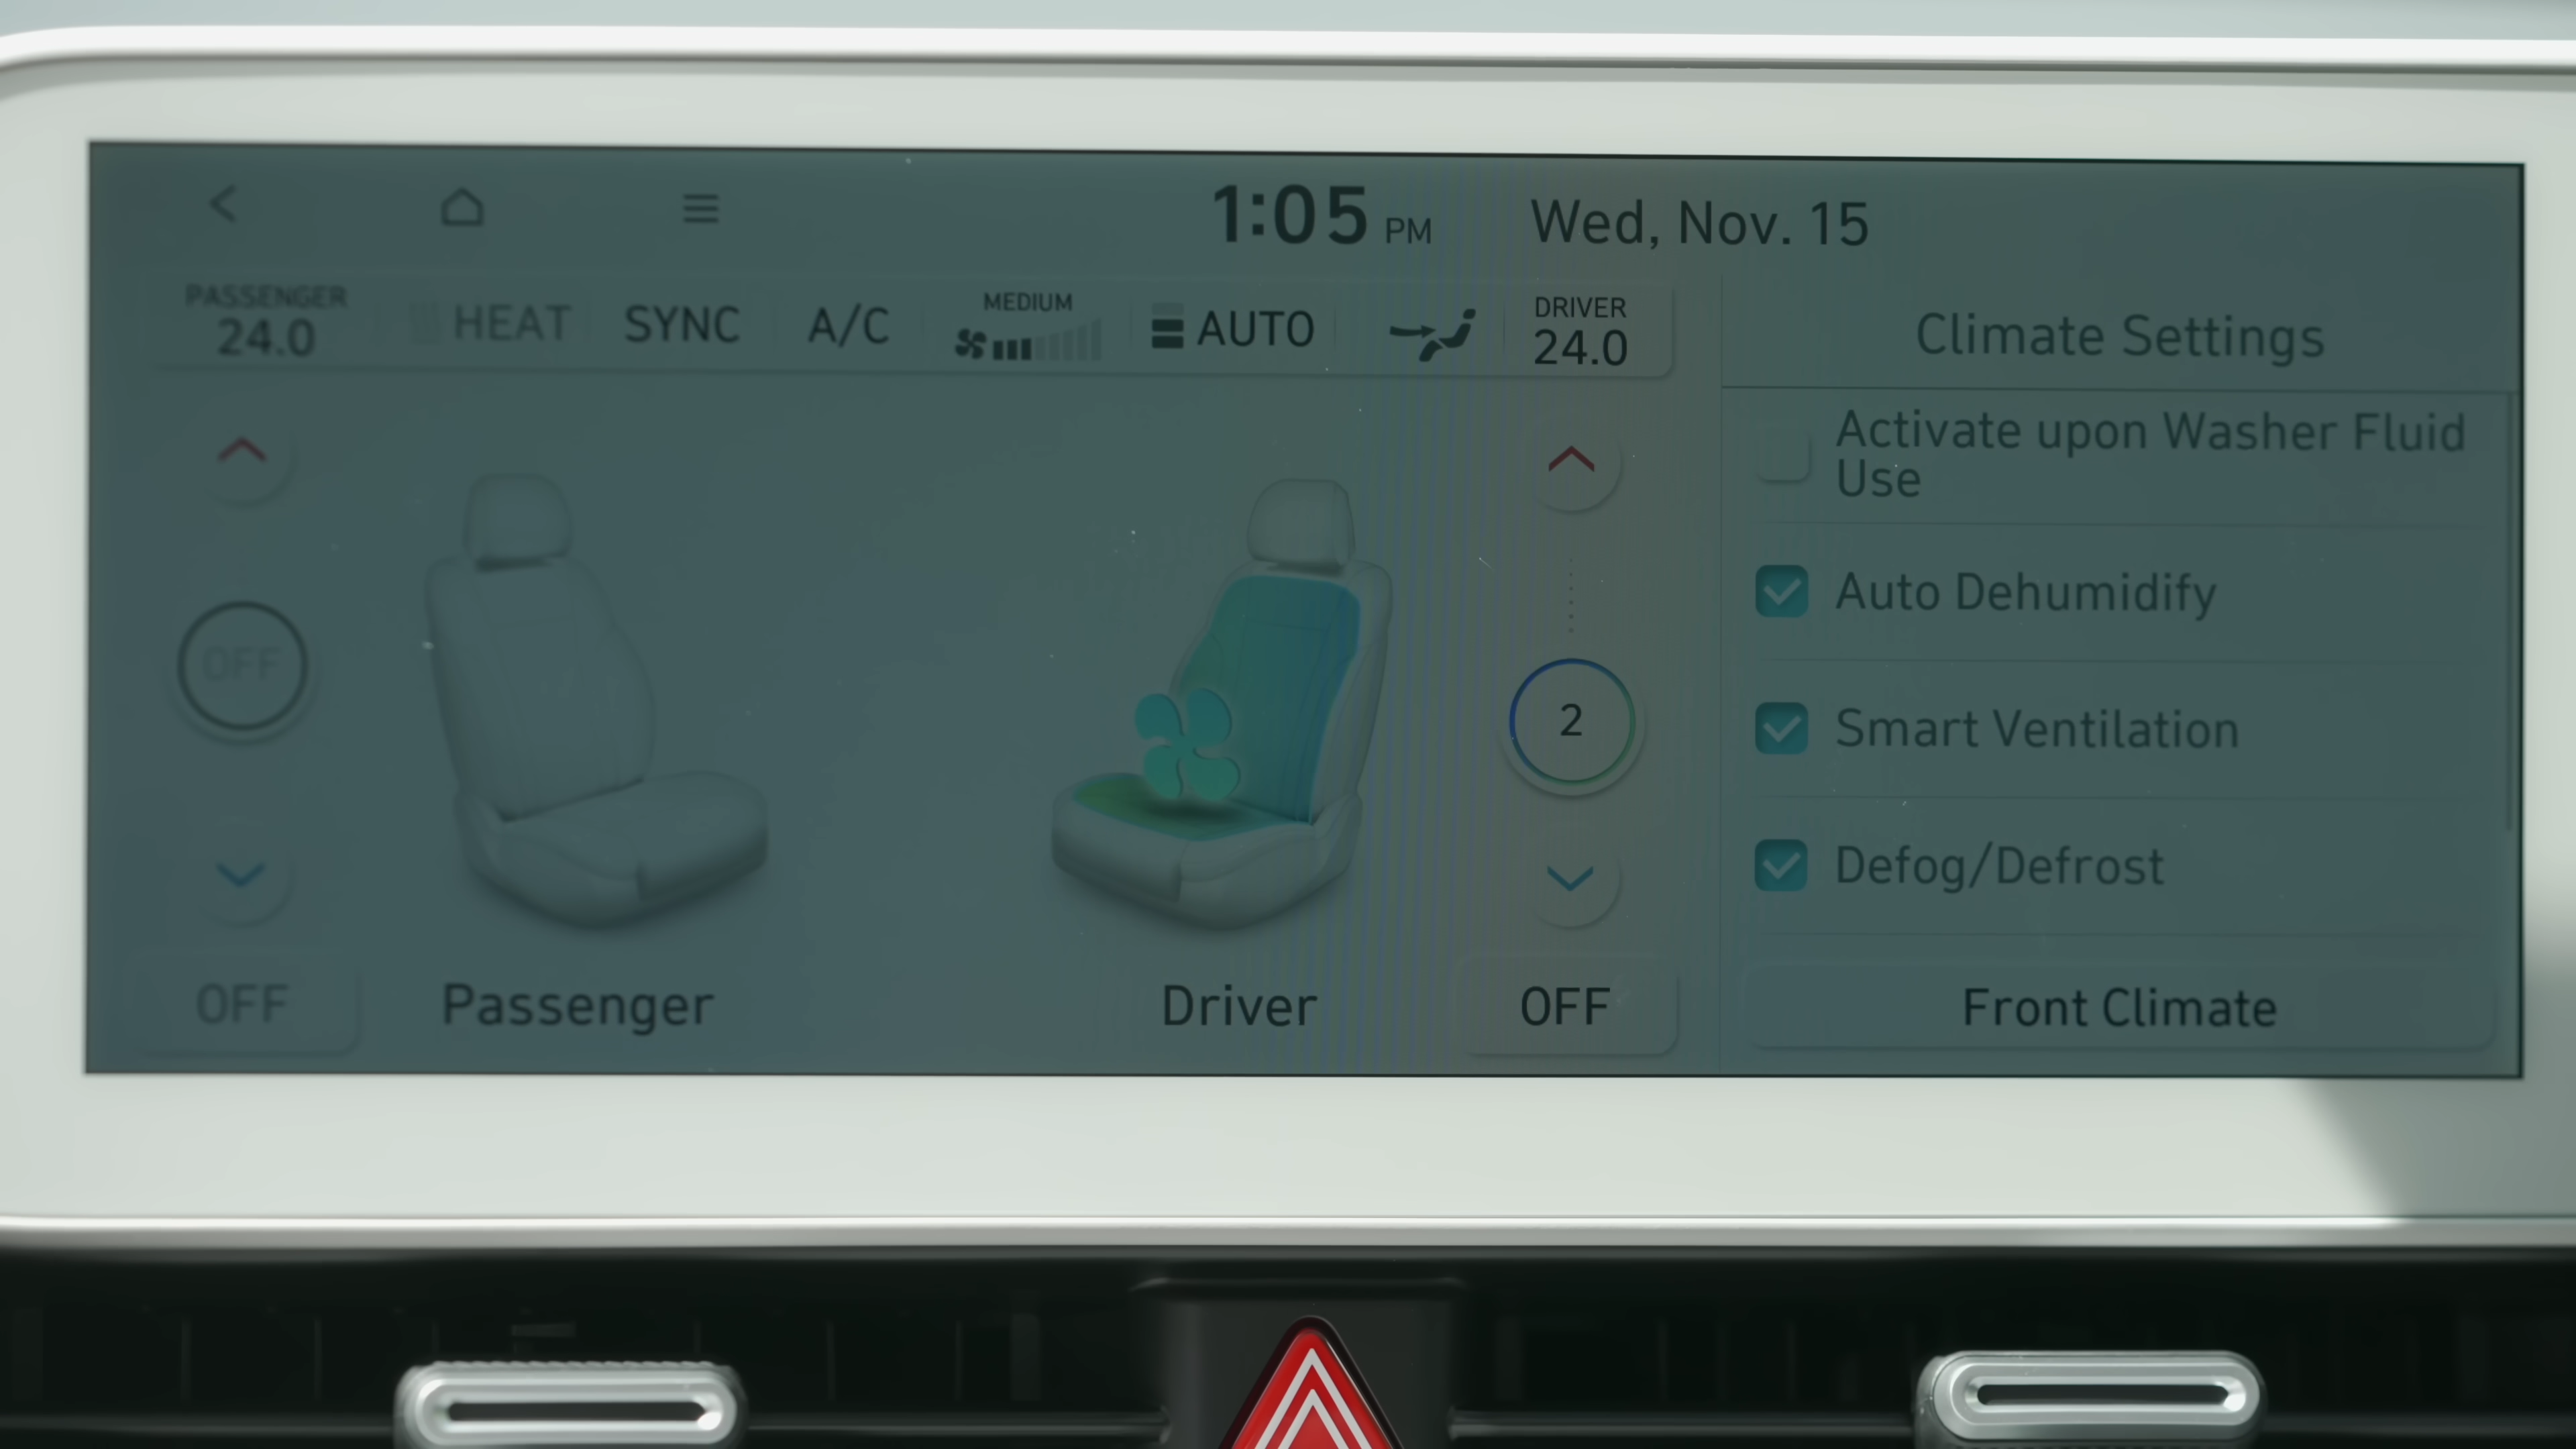 1:05 PM Wed, Nov. 15
PASSENGER
24.0
HEAT
SYNC
A/C
MEDIUM
AUTO
DRIVER
24.0
Climate Settings
Activate upon Washer Fluid
Use
Auto Dehumidify
Smart Ventilation
Defog/Defrost
Front Climate
OFF
2
OFF
Passenger
Driver
OFF